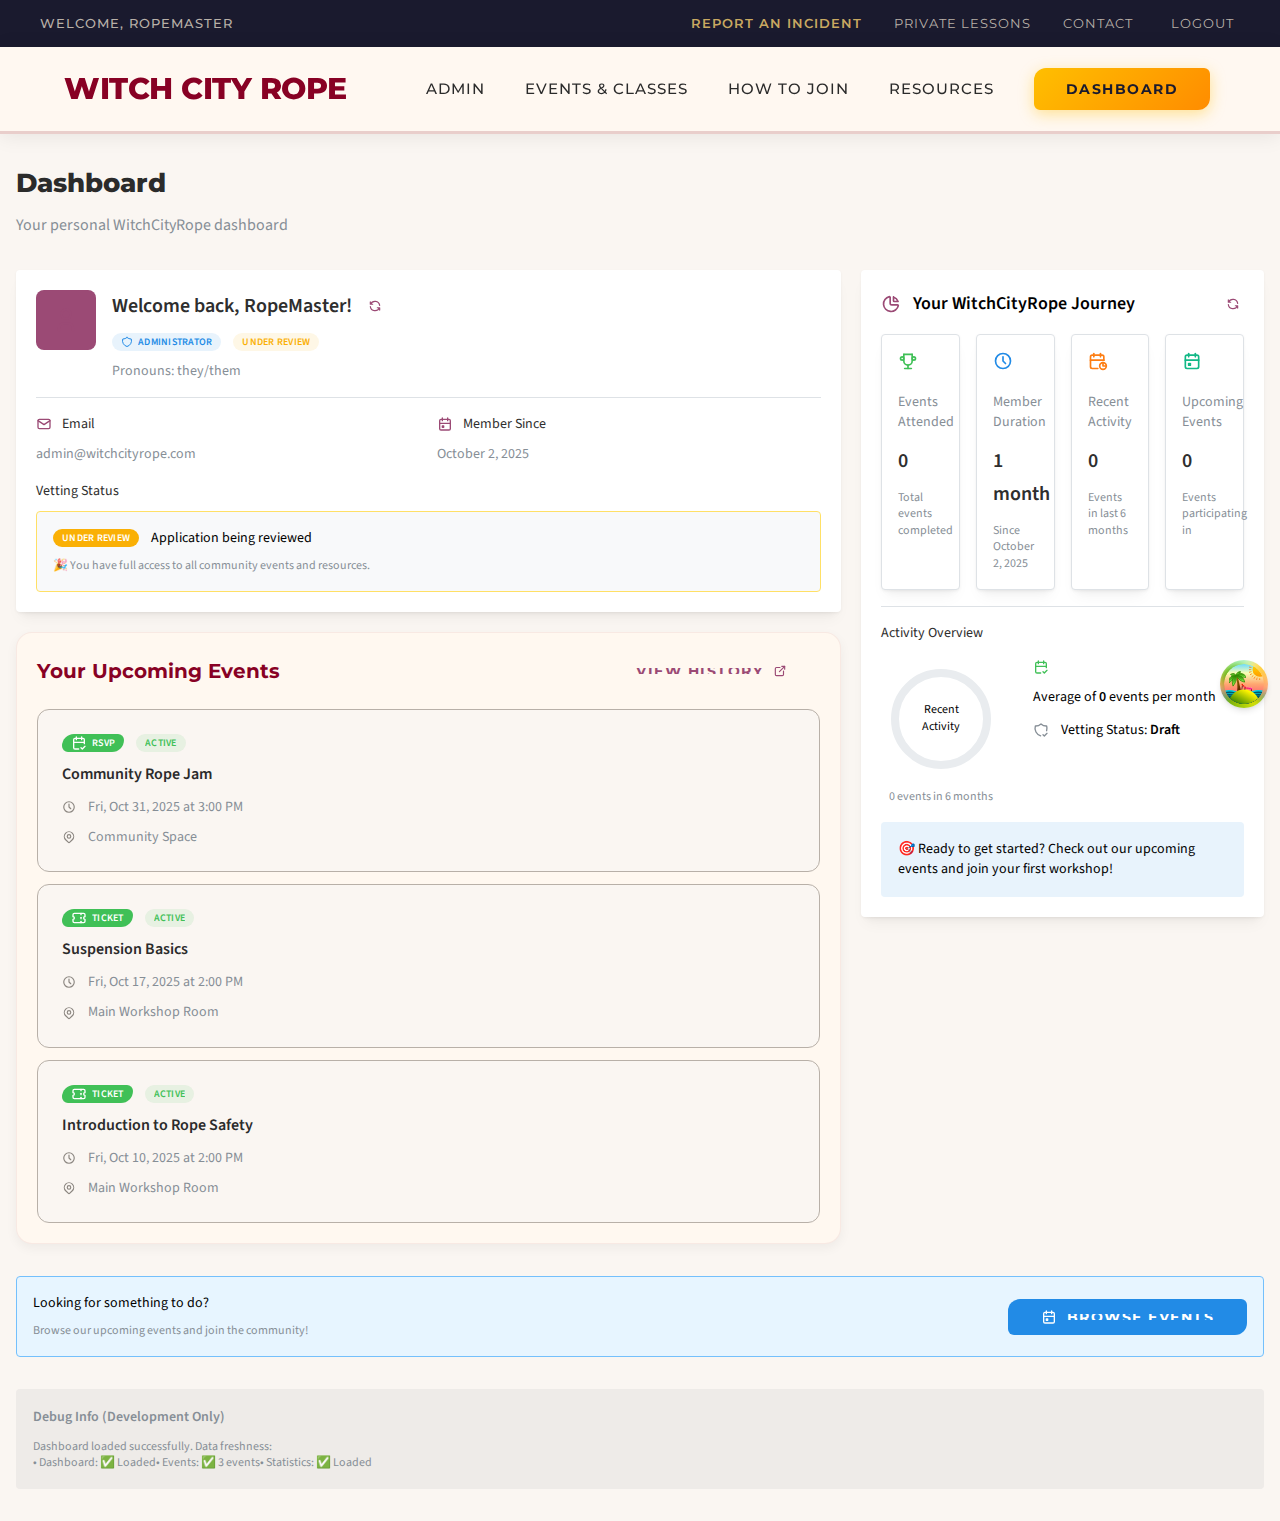 WELCOME, ROPEMASTER
REPORT AN INCIDENT
PRIVATE LESSONS
CONTACT
LOGOUT
WITCH CITY ROPE
ADMIN
EVENTS & CLASSES
HOW TO JOIN
RESOURCES
DASHBOARD
Dashboard
Your personal WitchCityRope dashboard
Welcome back, RopeMaster!
ADMINISTRATOR
UNDER REVIEW
Pronouns: they/them
Email
admin@witchcityrope.com
Member Since
October 2, 2025
Vetting Status
UNDER REVIEW
Application being reviewed
🎉 You have full access to all community events and resources.
Your Upcoming Events
VIEW HISTORY
RSVP
ACTIVE
Community Rope Jam
Fri, Oct 31, 2025 at 3:00 PM
Community Space
TICKET
ACTIVE
Suspension Basics
Fri, Oct 17, 2025 at 2:00 PM
Main Workshop Room
TICKET
ACTIVE
Introduction to Rope Safety
Fri, Oct 10, 2025 at 2:00 PM
Main Workshop Room
Your WitchCityRope Journey
Events
Attended
0
Total
events
completed
Member
Duration
1
month
Since
October
2, 2025
Recent
Activity
0
Events
in last 6
months
Upcoming
Events
0
Events
participating
in
Activity Overview
Recent
Activity
0 events in 6 months
Average of 0 events per month
Vetting Status: Draft
🎯 Ready to get started? Check out our upcoming
events and join your first workshop!
Looking for something to do?
Browse our upcoming events and join the community!
BROWSE EVENTS
Debug Info (Development Only)
Dashboard loaded successfully. Data freshness:
• Dashboard: ✅ Loaded• Events: ✅ 3 events• Statistics: ✅ Loaded